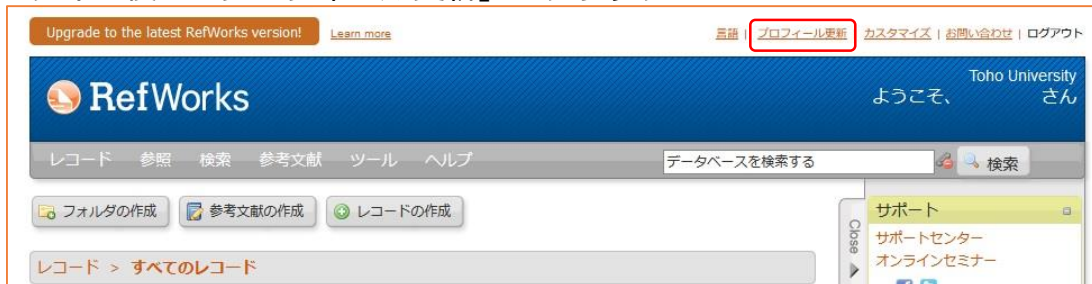 Upgrade to the latest RefWorks version! Learn more 言語 | プロフィール更新 | カスタマイズ | お問い合わせ | ログアウト
Toho University
RefWorks ようこそ、 さん
レコード 参照 検索 参考文献 ツール ヘルプ データベースを検索する 検索
フォルダの作成 参考文献の作成 レコードの作成 サポート
Close サポートセンター
レコード > すべてのレコード オンラインセミナー